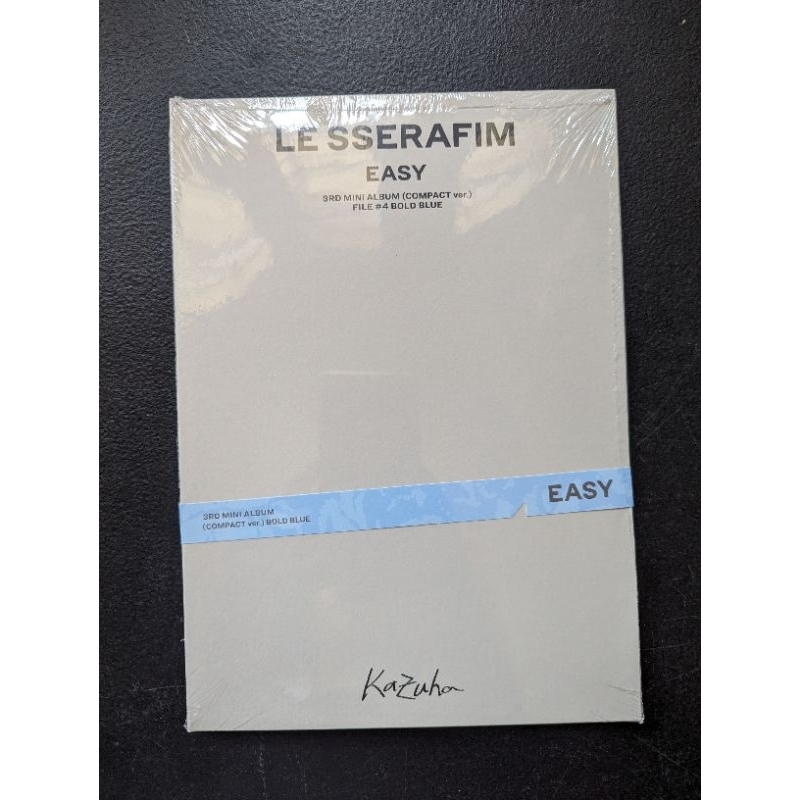 LE SSERAFIM
EASY
3RD MINI ALBUM (COMPACT ver.)
FILE #4 BOLD BLUE
EASY
3RD MINI ALBUM
(COMPACT ver.) BOLD BLUE
Kazuha